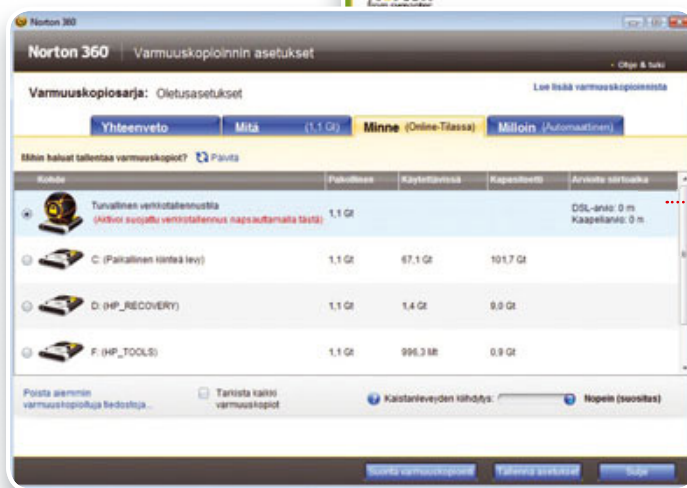 Norton 360
Norton 360 Varmuuskopioinnin asetukset
Ohje & tuki
Varmuuskopiosarja: Oletusasetukset
Lue lisää varmuuskopioinnista
Yhteenveto Mitä (1,1 Gt) Minne (Online-Tilassa) Milloin (Automaattinen)
Mihin haluat tallentaa varmuuskopiot? Päivitä
Kohde Pakollinen Käytettävissä Kapasiteetti Arvioitu siirtoaika
Turvallinen verkkotallennustila
(Aktivoi suojattu verkkotallennus napsauttamalla tästä)
1,1 Gt
DSL-arvio: 0 m
Kaapeliarvio: 0 m
C: (Paikallinen kiinteä levy) 1,1 Gt 67,1 Gt 101,7 Gt
D: (HP_RECOVERY) 1,1 Gt 1,4 Gt 9,0 Gt
F: (HP_TOOLS) 1,1 Gt 996,3 Mt 0,9 Gt
Poista aiemmin
varmuuskopioituja tiedostoja...
Tarkista kaikki
varmuuskopiot
Kaistanleveyden kiihdytys: Nopein (suositus)
Suorita varmuuskopiointi Tallenna asetukset Sulje